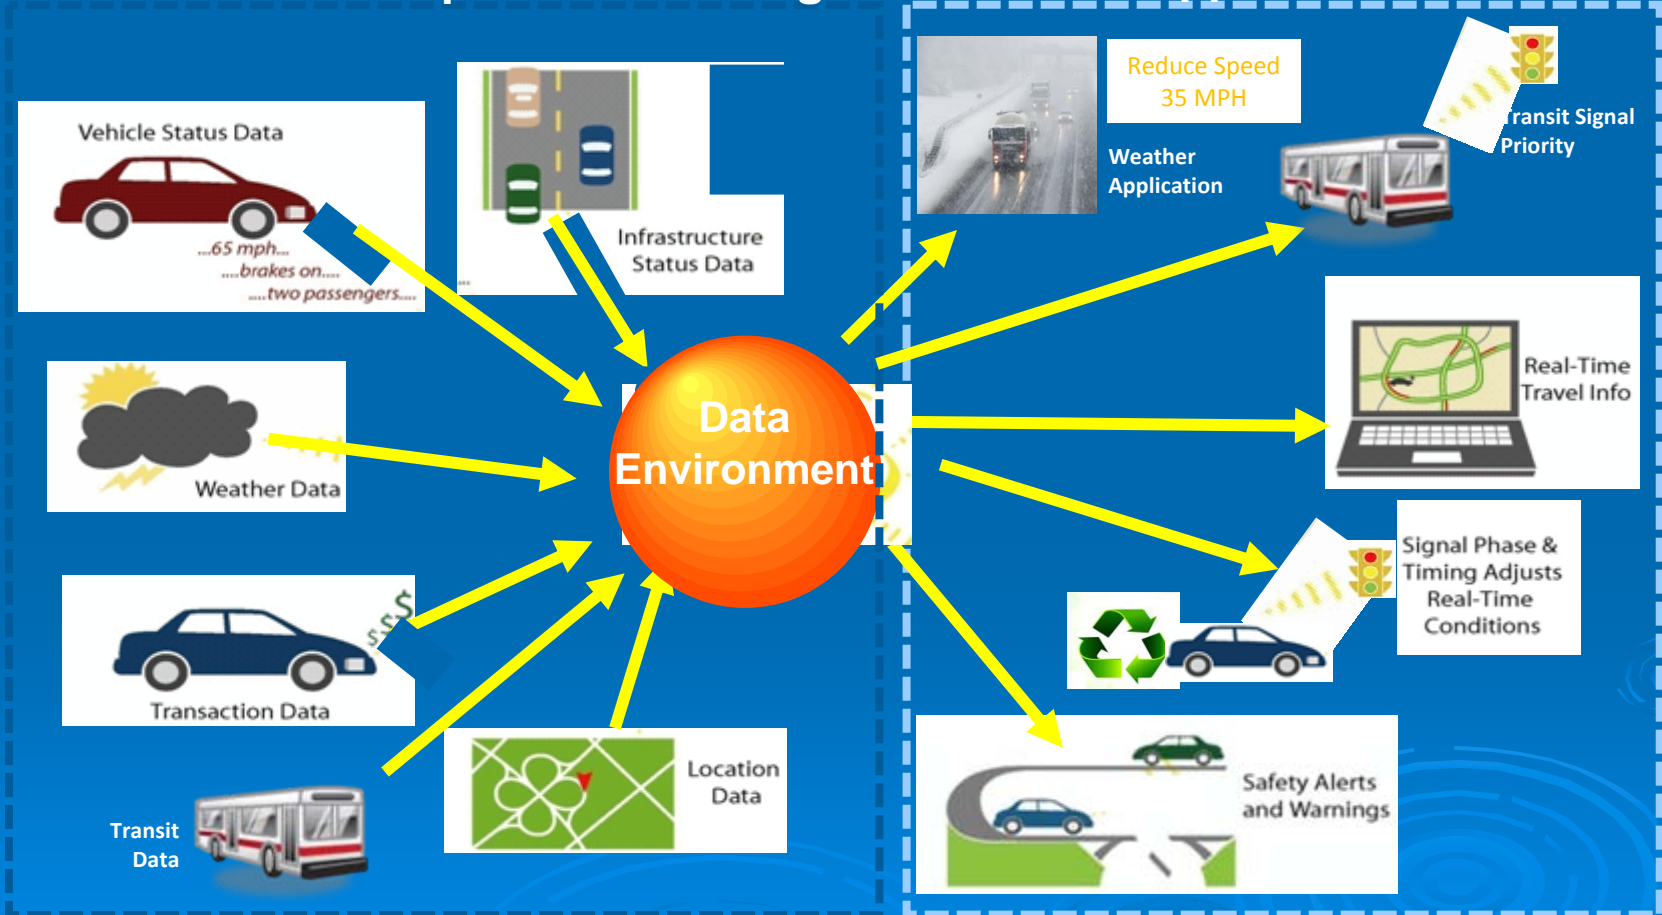 Vehicle Status Data
...65 mph...
....brakes on....
....two passengers....
Infrastructure
Status Data
...
Weather Data
$$$
Transaction Data
Transit
Data
Location
Data
Data
Environment
Reduce Speed
35 MPH
Weather
Application
Transit Signal
Priority
Real-Time
Travel Info
Signal Phase &
Timing Adjusts
Real-Time
Conditions
Safety Alerts
and Warnings